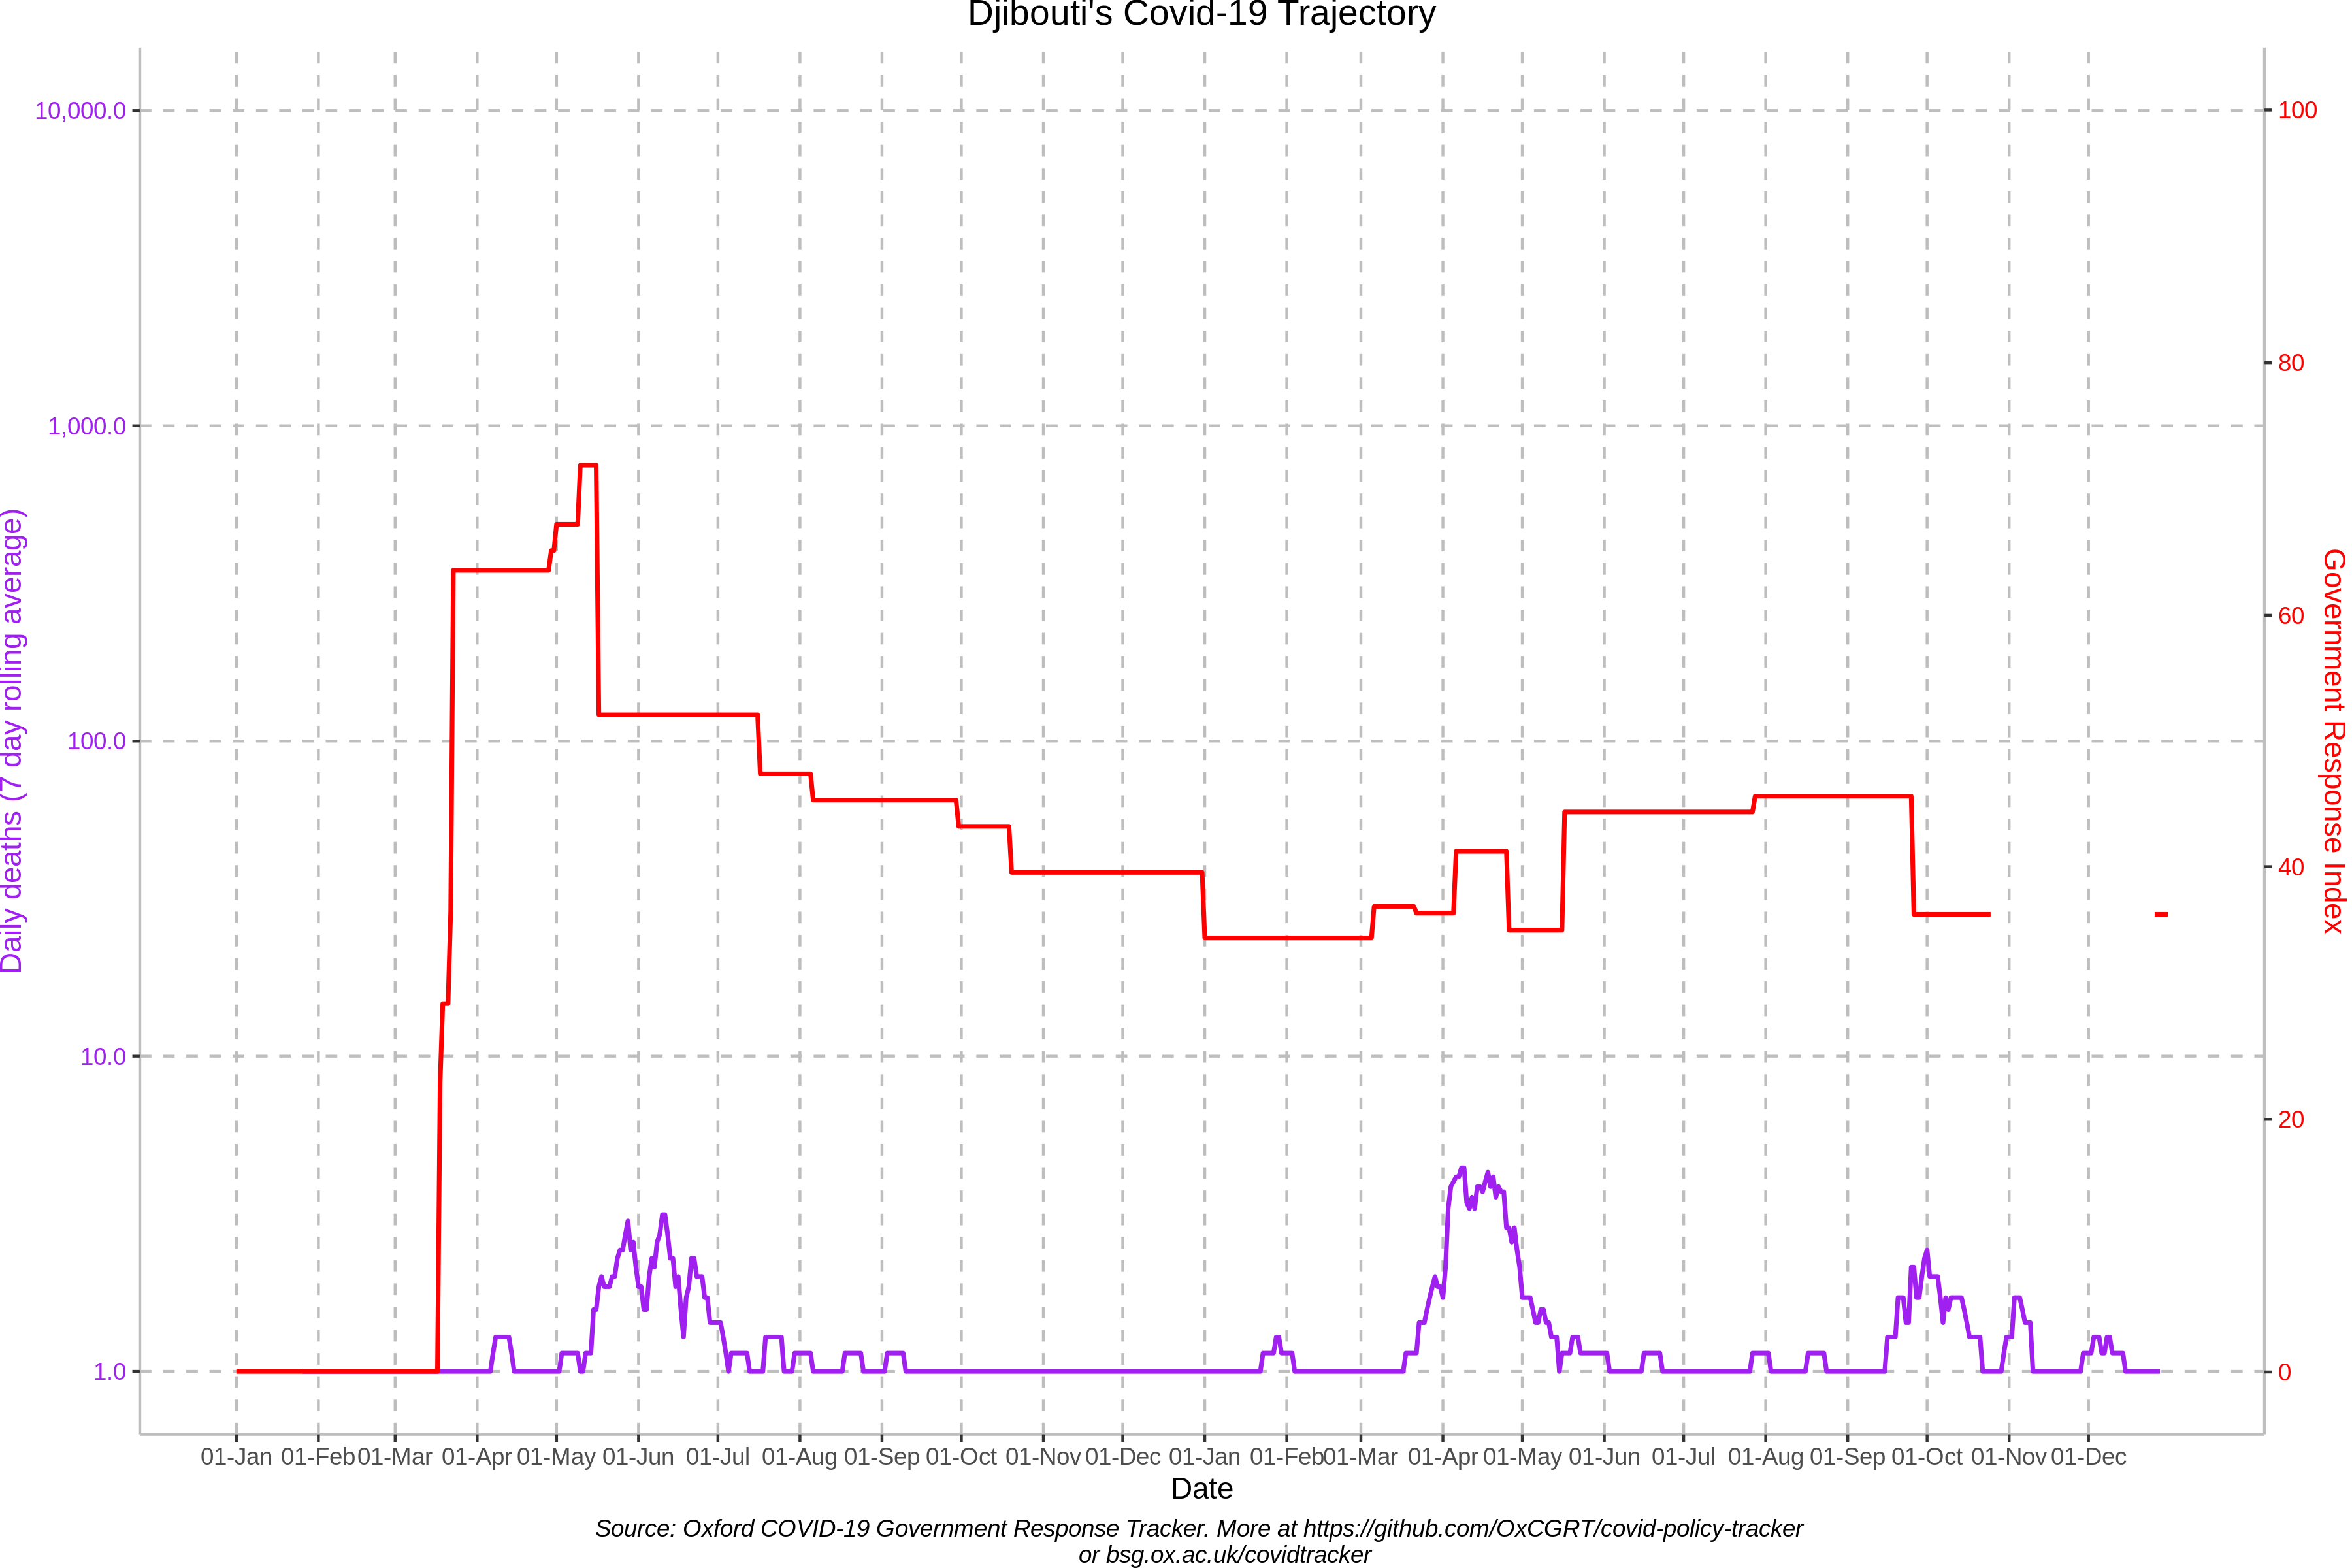 Djibouti's Covid-19 Trajectory
10,000.0
1,000.0
100.0
10.0
1.0
Daily deaths (7 day rolling average)
100
80
60
40
20
0
Government Response Index
01-Jan 01-Feb 01-Mar 01-Apr 01-May 01-Jun 01-Jul 01-Aug 01-Sep 01-Oct 01-Nov 01-Dec 01-Jan 01-Feb 01-Mar 01-Apr 01-May 01-Jun 01-Jul 01-Aug 01-Sep 01-Oct 01-Nov 01-Dec
Date
Source: Oxford COVID-19 Government Response Tracker. More at https://github.com/OxCGRT/covid-policy-tracker
or bsg.ox.ac.uk/covidtracker